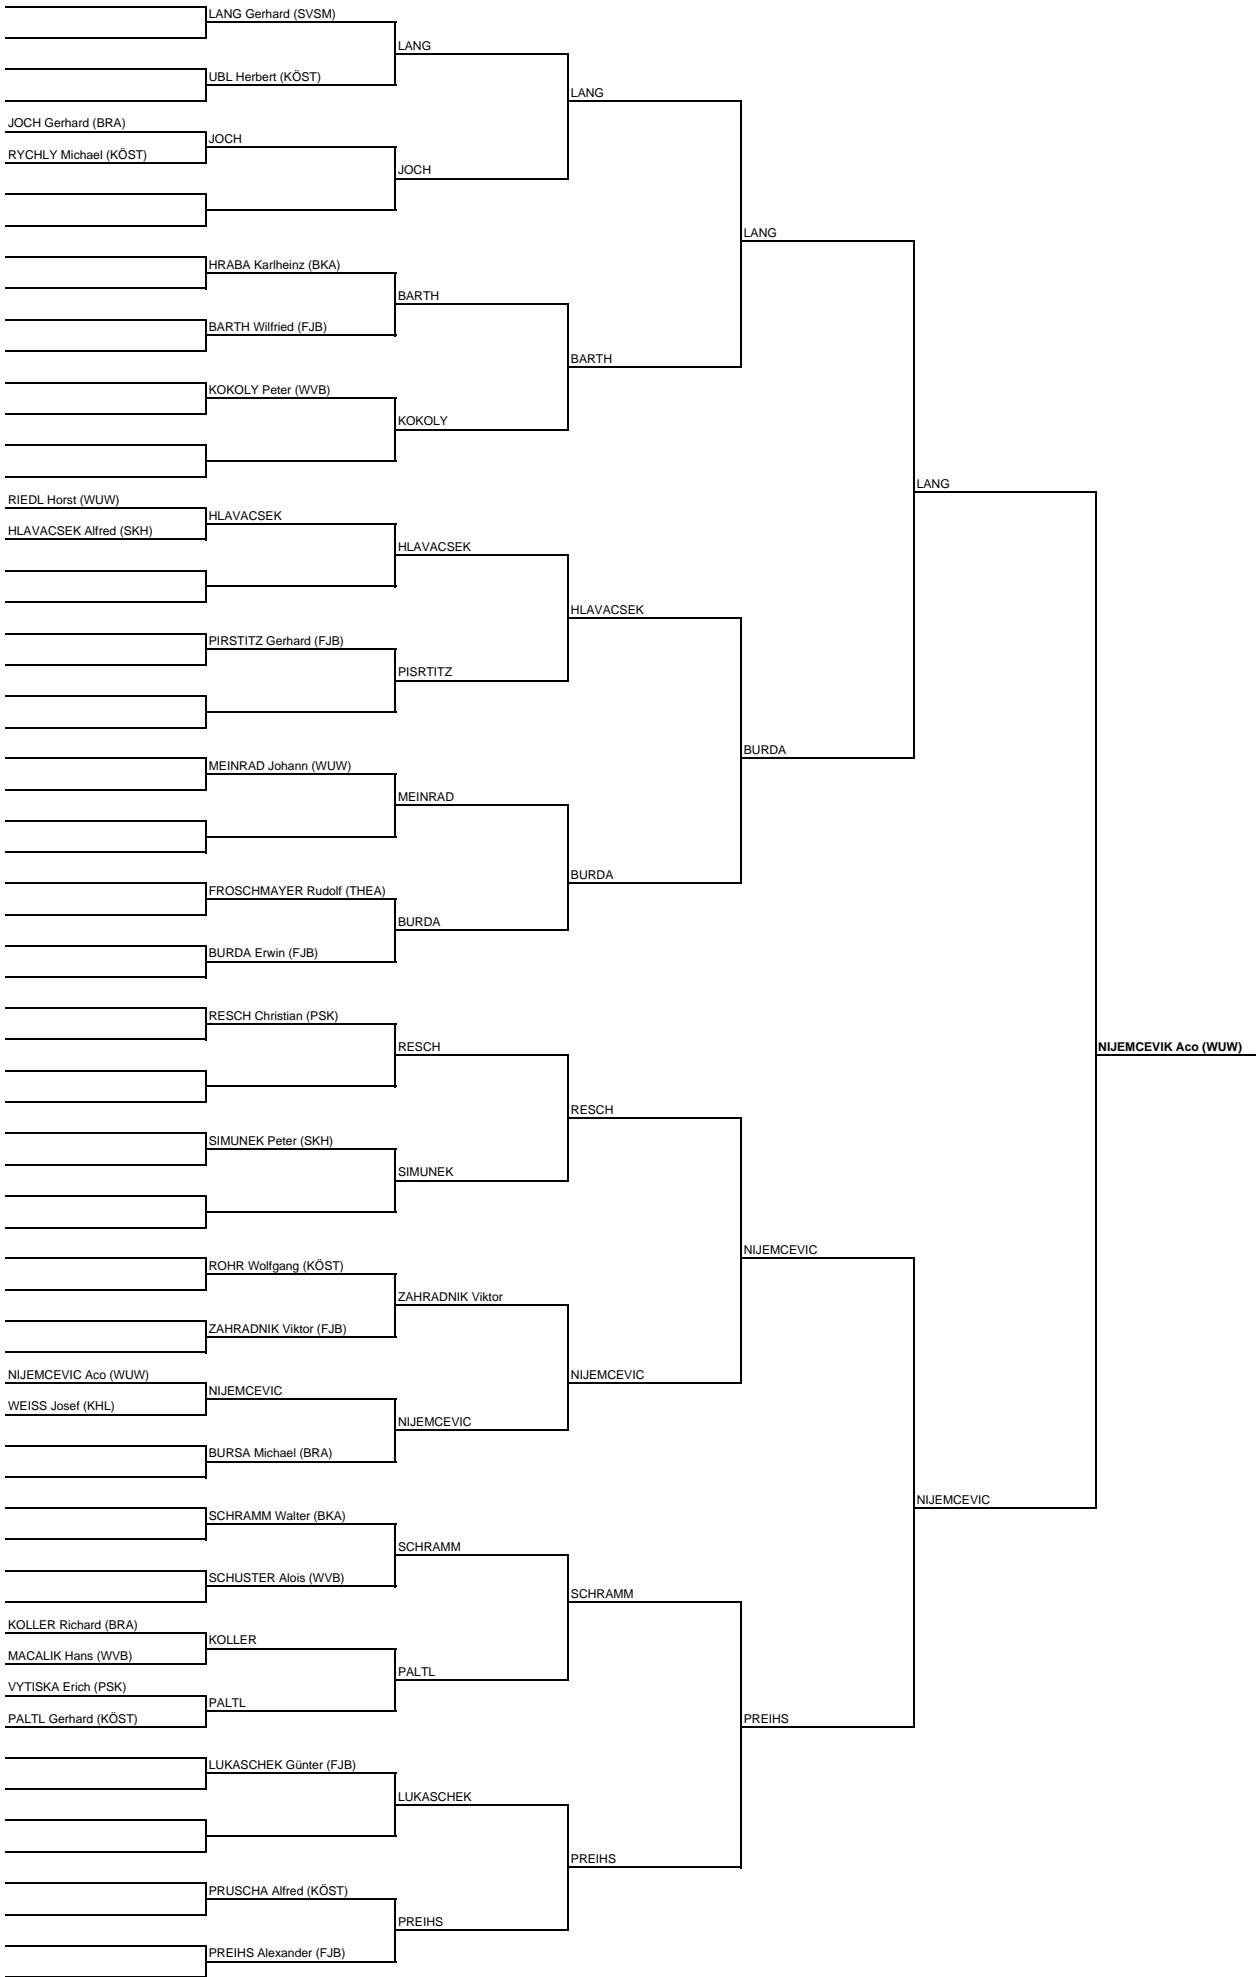 LANG Gerhard (SVSM)
LANG
UBL Herbert (KÖST)
LANG
JOCH Gerhard (BRA)
JOCH
RYCHLY Michael (KÖST)
JOCH
LANG
HRABA Karlheinz (BKA)
BARTH
BARTH Wilfried (FJB)
BARTH
KOKOLY Peter (WVB)
KOKOLY
LANG
RIEDL Horst (WUW)
HLAVACSEK
HLAVACSEK Alfred (SKH)
HLAVACSEK
HLAVACSEK
PIRSTITZ Gerhard (FJB)
PISRTITZ
BURDA
MEINRAD Johann (WUW)
MEINRAD
BURDA
FROSCHMAYER Rudolf (THEA)
BURDA
BURDA Erwin (FJB)
RESCH Christian (PSK)
RESCH
NIJEMCEVIK Aco (WUW)
RESCH
SIMUNEK Peter (SKH)
SIMUNEK
NIJEMCEVIC
ROHR Wolfgang (KÖST)
ZAHRADNIK Viktor
ZAHRADNIK Viktor (FJB)
NIJEMCEVIC Aco (WUW)
NIJEMCEVIC
NIJEMCEVIC
WEISS Josef (KHL)
NIJEMCEVIC
BURSA Michael (BRA)
NIJEMCEVIC
SCHRAMM Walter (BKA)
SCHRAMM
SCHUSTER Alois (WVB)
SCHRAMM
KOLLER Richard (BRA)
KOLLER
MACALIK Hans (WVB)
PALTL
VYTISKA Erich (PSK)
PALTL
PALTL Gerhard (KÖST)
PREIHS
LUKASCHEK Günter (FJB)
LUKASCHEK
PREIHS
PRUSCHA Alfred (KÖST)
PREIHS
PREIHS Alexander (FJB)